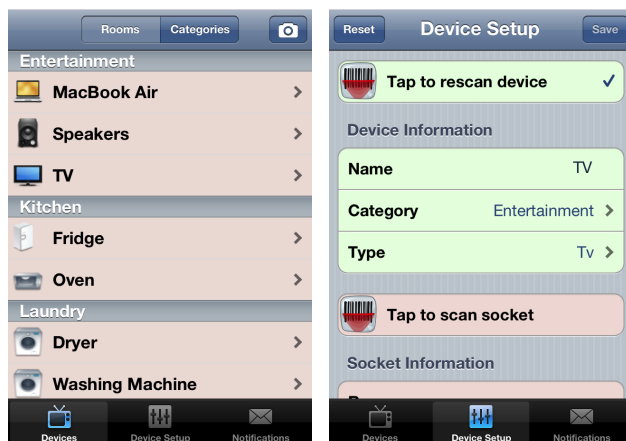 Rooms Categories
Entertainment
MacBook Air
Speakers
TV
Kitchen
Fridge
Oven
Laundry
Dryer
Washing Machine
Devices Device Setup Notifications
Reset Device Setup Save
Tap to rescan device
Device Information
Name TV
Category Entertainment
Type Tv
Tap to scan socket
Socket Information
Devices Device Setup Notifications